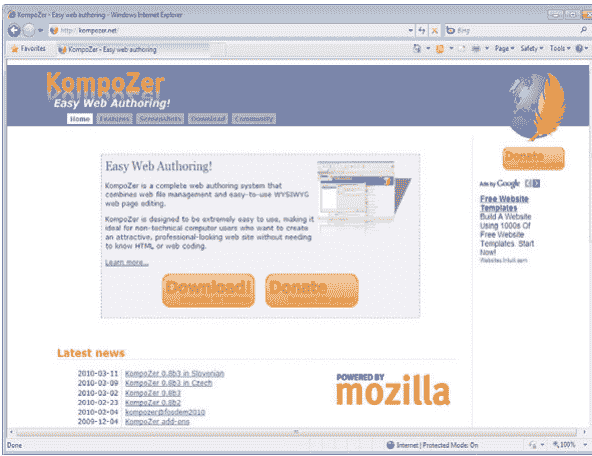 KompoZer - Easy web authoring - Windows Internet Explorer
http://kompozer.net/
Bing
Favorites
KompoZer - Easy web authoring
Page
Safety
Tools
KompoZer
Easy Web Authoring!
Home
Features
Screenshots
Download
Community
Easy Web Authoring!
KompoZer is a complete web authoring system that
combines web file management and easy-to-use WYSIWYG
web page editing.
KompoZer is designed to be extremely easy to use, making it
ideal for non-technical computer users who want to create
an attractive, professional-looking web site without needing
to know HTML or web coding.
Learn more...
Download!
Donate
Donate
Ads by Google
Free Website
Templates
Build A Website
Using 1000s Of
Free Website
Templates. Start
Now!
Websites.Intuit.com
Latest news
2010-03-11 KompoZer 0.8b3 in Slovenian
2010-03-09 KompoZer 0.8b3 in Czech
2010-03-02 KompoZer 0.8b3
2010-02-23 KompoZer 0.8b2
2010-02-04 kompozer@fosdem2010
2009-12-04 KompoZer add-ons
POWERED BY
mozilla
Done
Internet | Protected Mode: On
100%